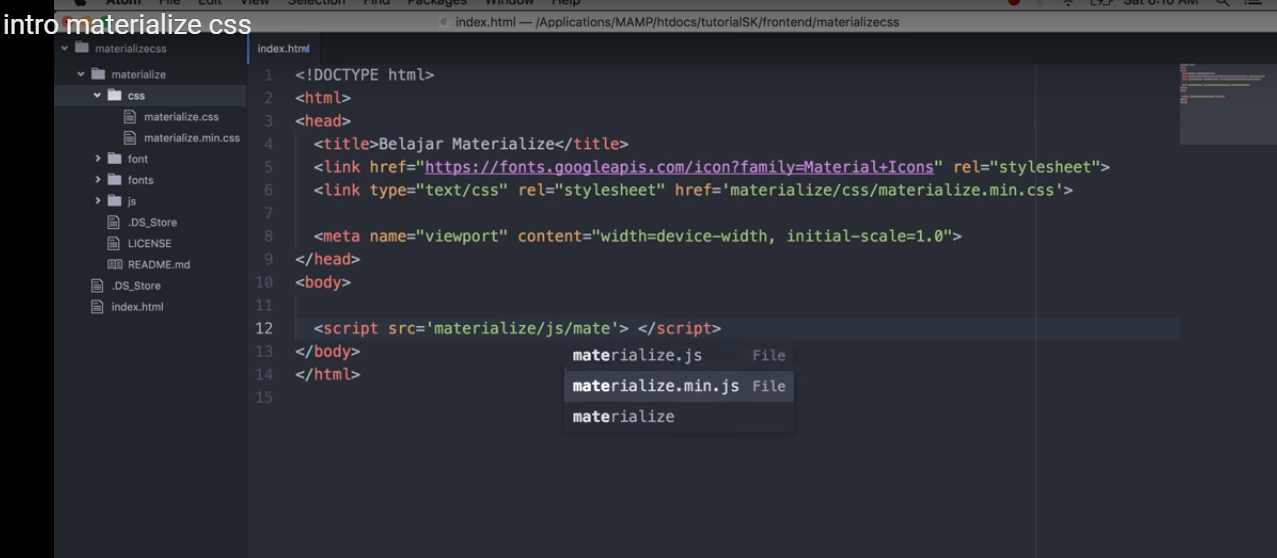 Atom File Edit View Selection Find Packages Window Help Sat 6:10 AM
intro materialize css
index.html — /Applications/MAMP/htdocs/tutorialSK/frontend/materializecss
materializecss
materialize
css
materialize.css
materialize.min.css
font
fonts
js
.DS_Store
LICENSE
README.md
.DS_Store
index.html
index.html
1 <!DOCTYPE html>
2 <html>
3 <head>
4 <title>Belajar Materialize</title>
5 <link href="https://fonts.googleapis.com/icon?family=Material+Icons" rel="stylesheet">
6 <link type="text/css" rel="stylesheet" href='materialize/css/materialize.min.css'>
7
8 <meta name="viewport" content="width=device-width, initial-scale=1.0">
9 </head>
10 <body>
11
12 <script src='materialize/js/mate'> </script>
13 </body>
14 </html>
15
materialize.js File
materialize.min.js File
materialize